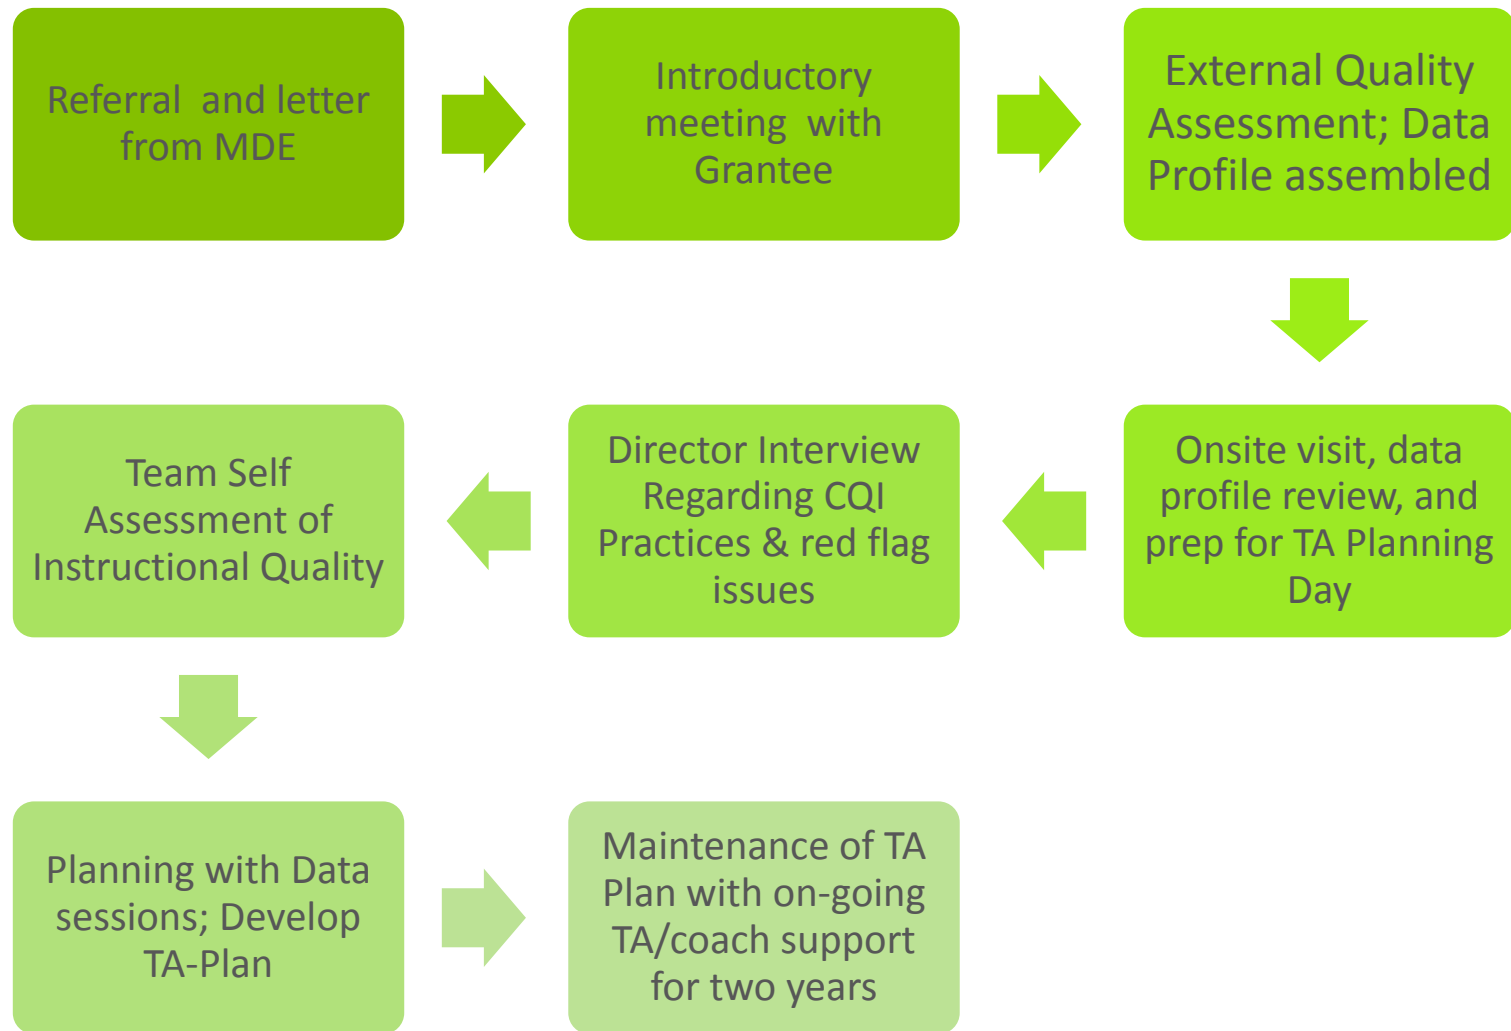 Referral  and letter
from MDE
Introductory
meeting  with
Grantee
External Quality
Assessment; Data
Profile assembled
Onsite visit, data
profile review, and
prep for TA Planning
Day
Director Interview
Regarding CQI
Practices & red flag
issues
Team Self
Assessment of
Instructional Quality
Planning with Data
sessions; Develop
TA-Plan
Maintenance of TA
Plan with on-going
TA/coach support
for two years